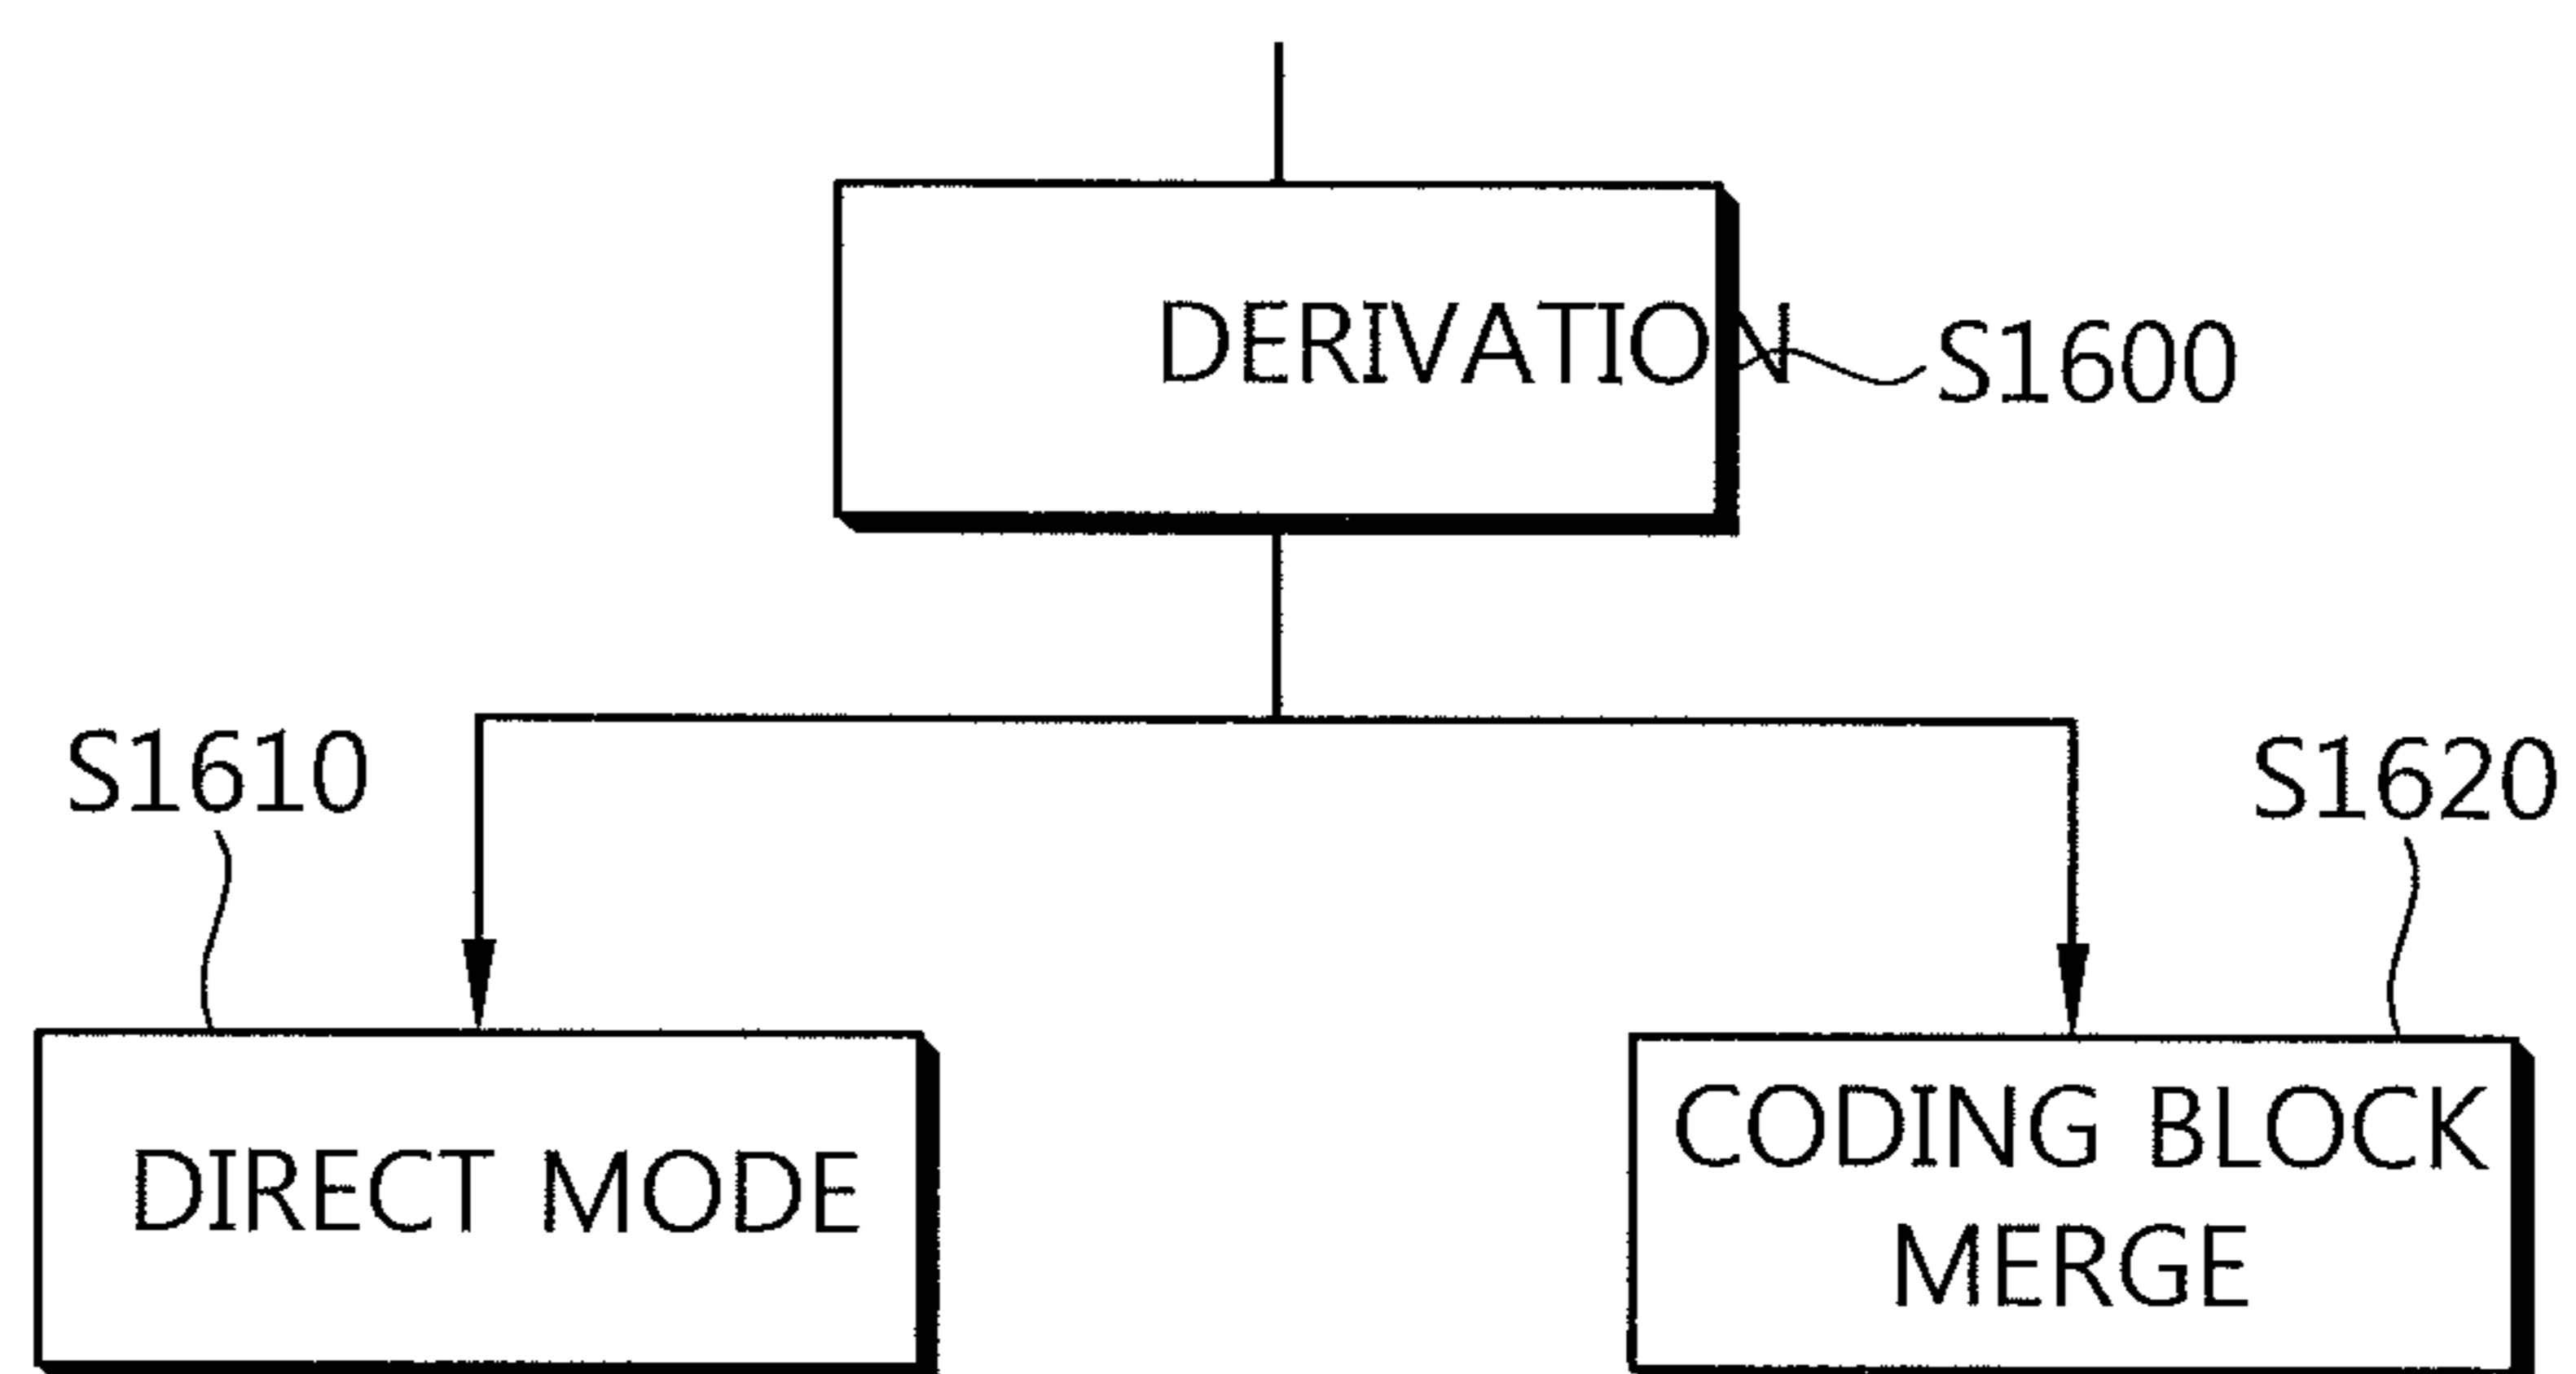 DERIVATION
S1600
S1610
S1620
DIRECT MODE
CODING BLOCK
MERGE